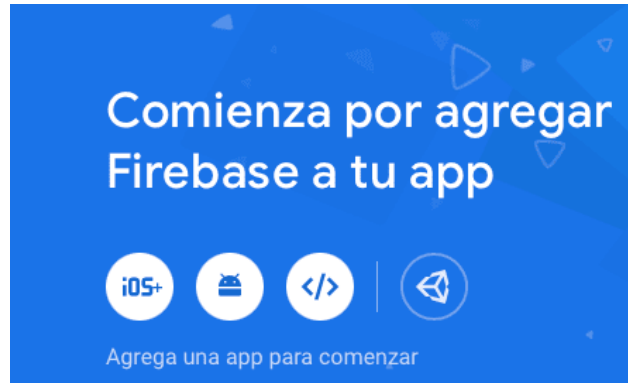 Comienza por agregar
Firebase a tu app
iOS+ </>
Agrega una app para comenzar